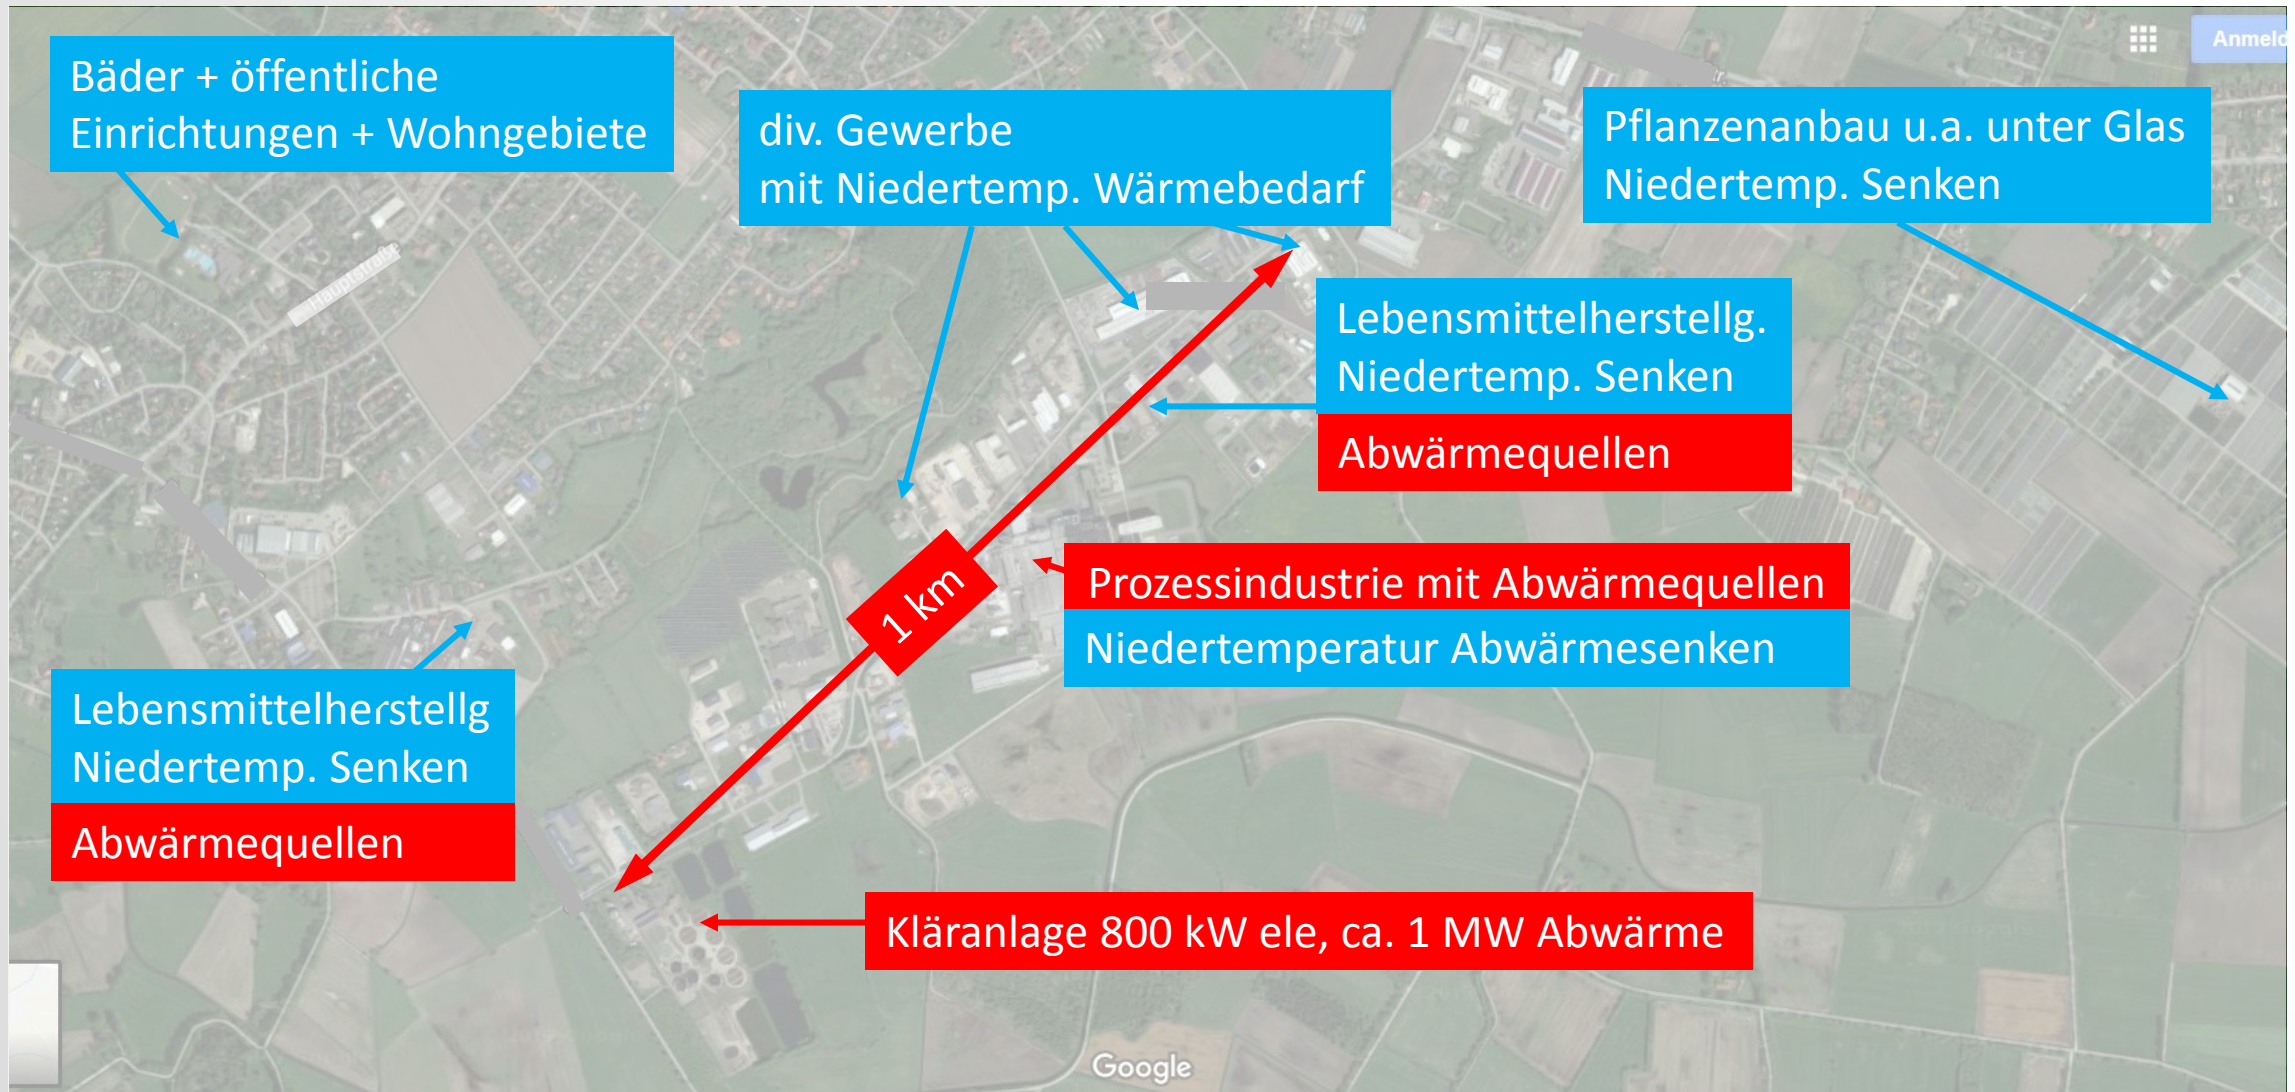 Anmeld
Bäder + öffentliche
Einrichtungen + Wohngebiete
div. Gewerbe
mit Niedertemp. Wärmebedarf
Pflanzenanbau u.a. unter Glas
Niedertemp. Senken
Hauptstraße
Lebensmittelherstellg.
Niedertemp. Senken
Abwärmequellen
1 km
Prozessindustrie mit Abwärmequellen
Niedertemperatur Abwärmesenken
Lebensmittelherstellg
Niedertemp. Senken
Abwärmequellen
Kläranlage 800 kW ele, ca. 1 MW Abwärme
Google